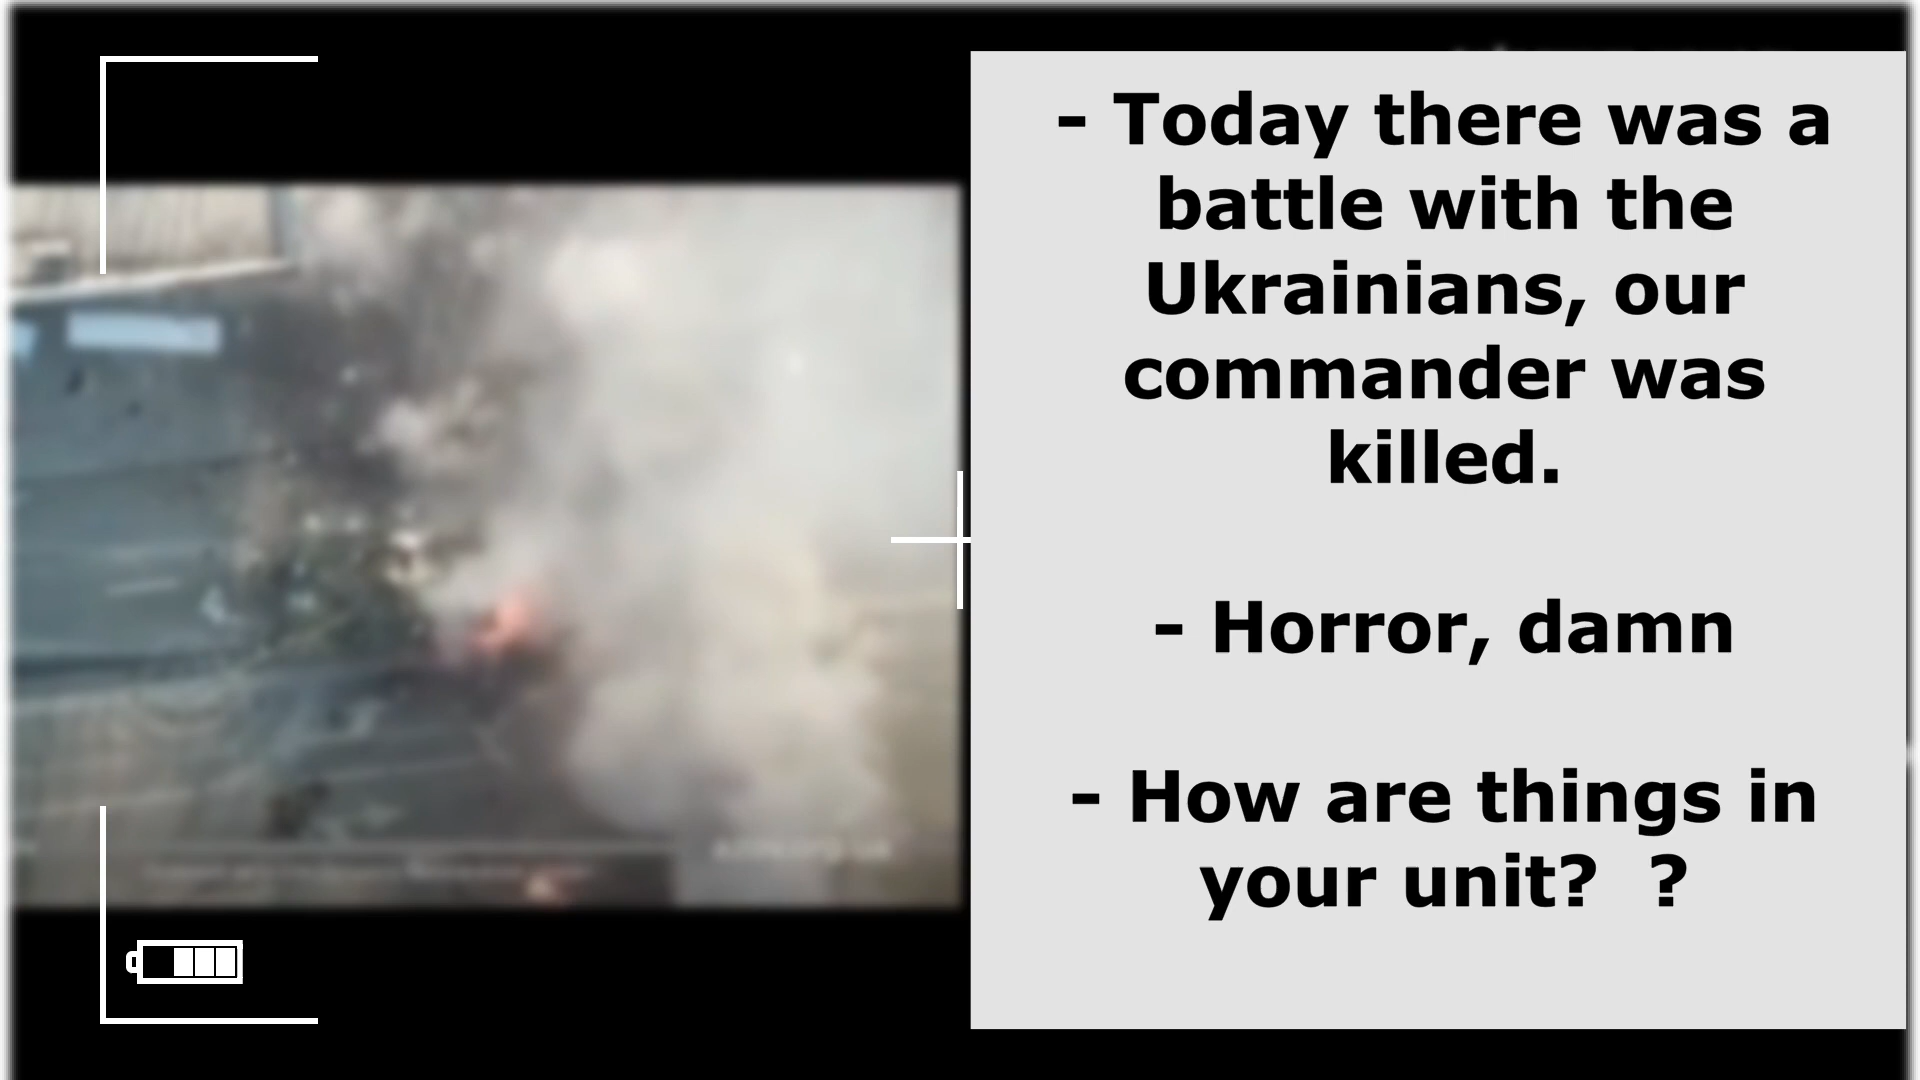 - Today there was a
battle with the
Ukrainians, our
commander was
killed.
- Horror, damn
- How are things in
your unit?  ?